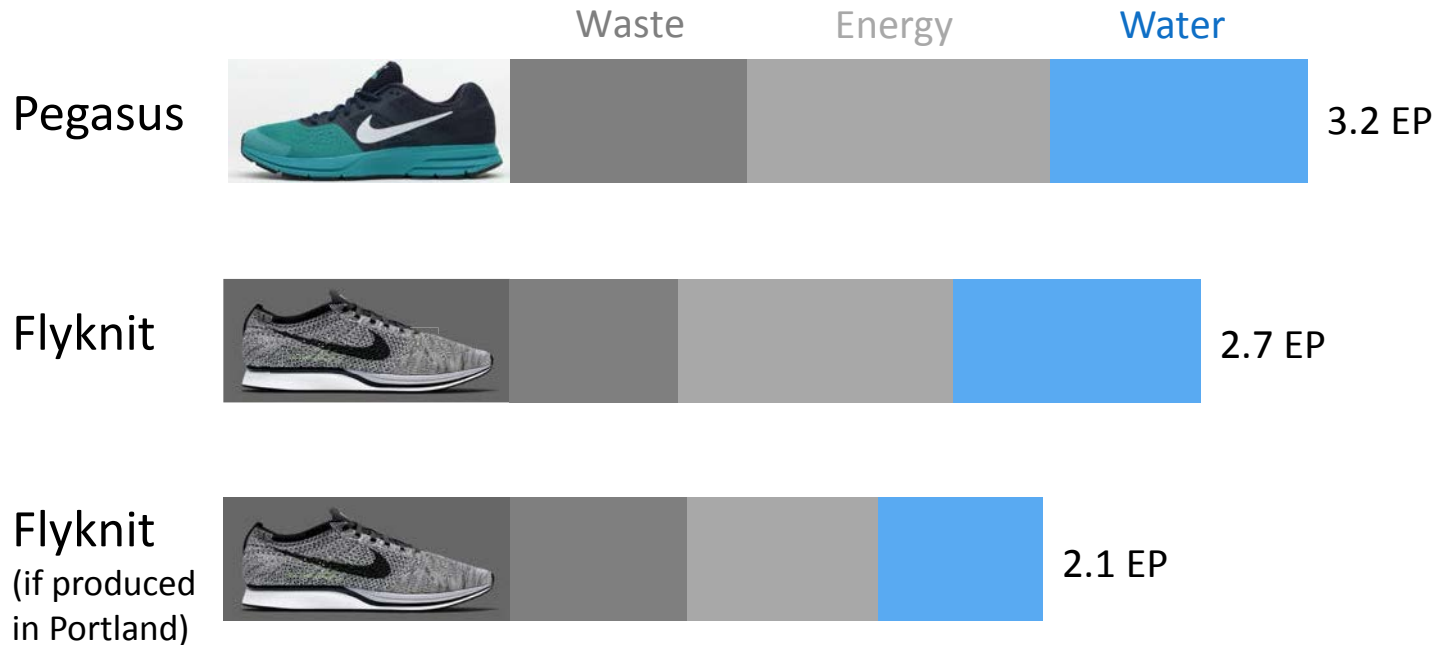 Waste Energy Water
Pegasus
3.2 EP
Flyknit
2.7 EP
Flyknit
(if produced
in Portland)
2.1 EP